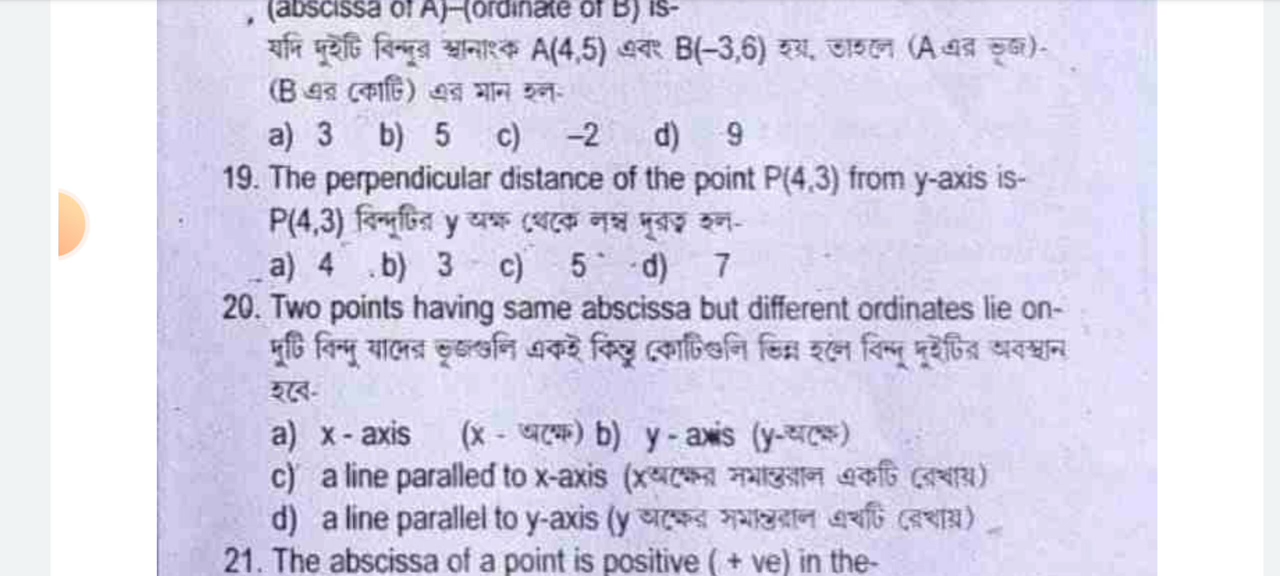 (abscissa of A)–(ordinate of B) is-
যদি দুইটি বিন্দুর স্থানাংক A(4,5) এবং B(–3,6) হয়, তাহলে (A এর ভূজ)-
(B এর কোটি) এর মান হল-
a) 3 b) 5 c) –2 d) 9
19. The perpendicular distance of the point P(4,3) from y-axis is-
P(4,3) বিন্দুটির y অক্ষ থেকে লম্ব দূরত্ব হল-
a) 4 b) 3 c) 5 d) 7
20. Two points having same abscissa but different ordinates lie on-
দুটি বিন্দু যাদের ভূজগুলি একই কিন্তু কোটিগুলি ভিন্ন হলে বিন্দু দুইটির অবস্থান
হবে-
a) x - axis (x - অক্ষে) b) y - axis (y-অক্ষে)
c) a line paralled to x-axis (xঅক্ষের সমান্তরাল একটি রেখায়)
d) a line parallel to y-axis (y অক্ষের সমান্তরাল এখটি রেখায়)
21. The abscissa of a point is positive ( + ve) in the-